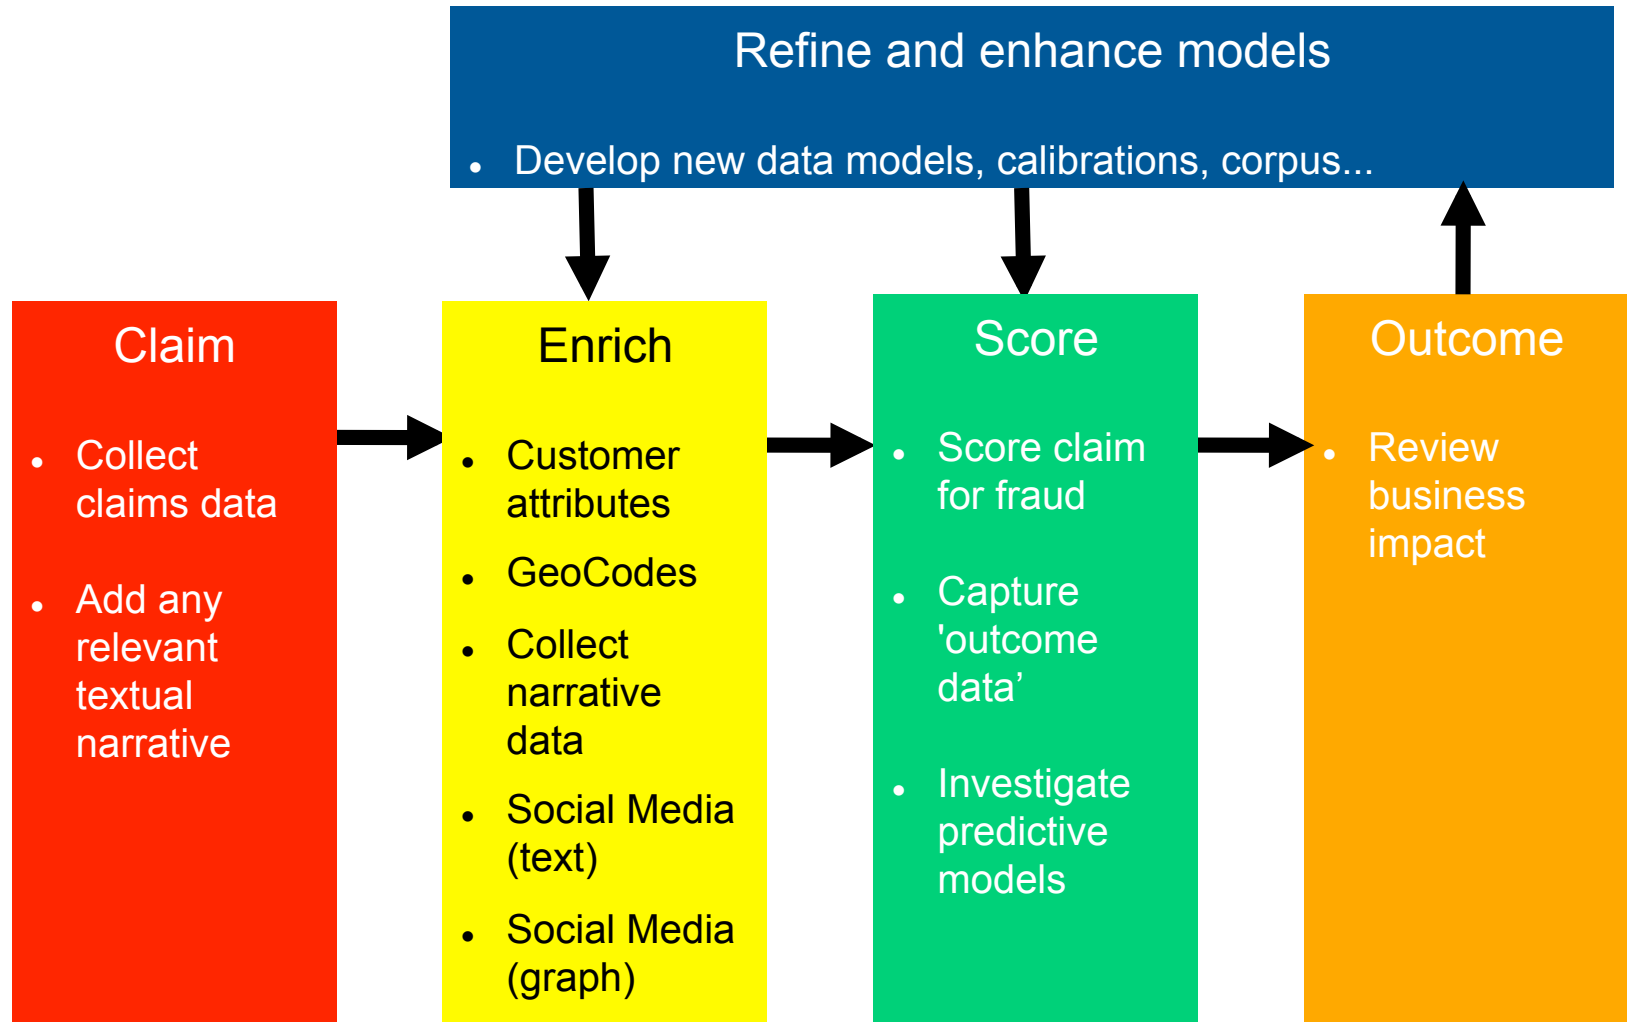 Refine and enhance models
• Develop new data models, calibrations, corpus...
Claim
• Collect
claims data
• Add any
relevant
textual
narrative
Enrich
• Customer
attributes
• GeoCodes
• Collect
narrative
data
• Social Media
(text)
• Social Media
(graph)
Score
• Score claim
for fraud
• Capture
'outcome
data’
• Investigate
predictive
models
Outcome
• Review
business
impact